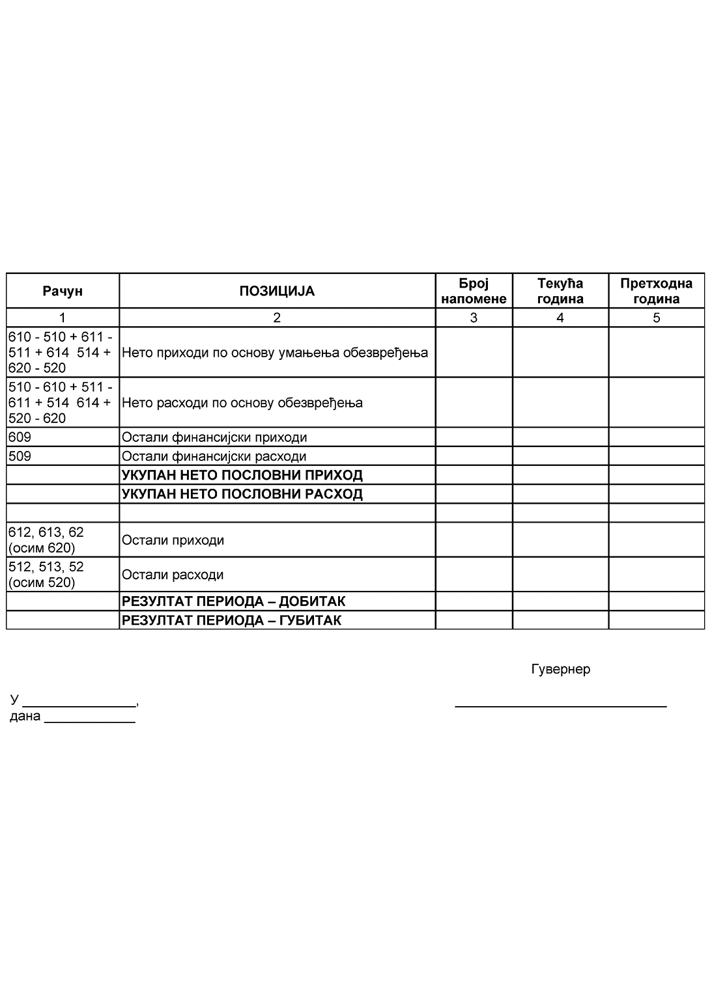 Рачун ПОЗИЦИЈА Број напомене Текућа година Претходна година
1 2 3 4 5
610 - 510 + 611 -
511 + 614  514 +
620 - 520
Нето приходи по основу умањења обезвређења
510 - 610 + 511 -
611 + 514  614 +
520 - 620
Нето расходи по основу обезвређења
609 Остали финансијски приходи
509 Остали финансијски расходи
УКУПАН НЕТО ПОСЛОВНИ ПРИХОД
УКУПАН НЕТО ПОСЛОВНИ РАСХОД
612, 613, 62
(осим 620)
Остали приходи
512, 513, 52
(осим 520)
Остали расходи
РЕЗУЛТАТ ПЕРИОДА – ДОБИТАК
РЕЗУЛТАТ ПЕРИОДА – ГУБИТАК
Гувернер
У _______________,
дана ____________